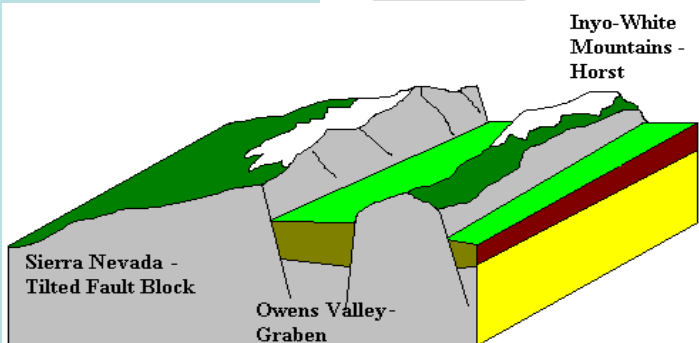 Inyo-White
Mountains -
Horst
Sierra Nevada -
Tilted Fault Block
Owens Valley-
Graben